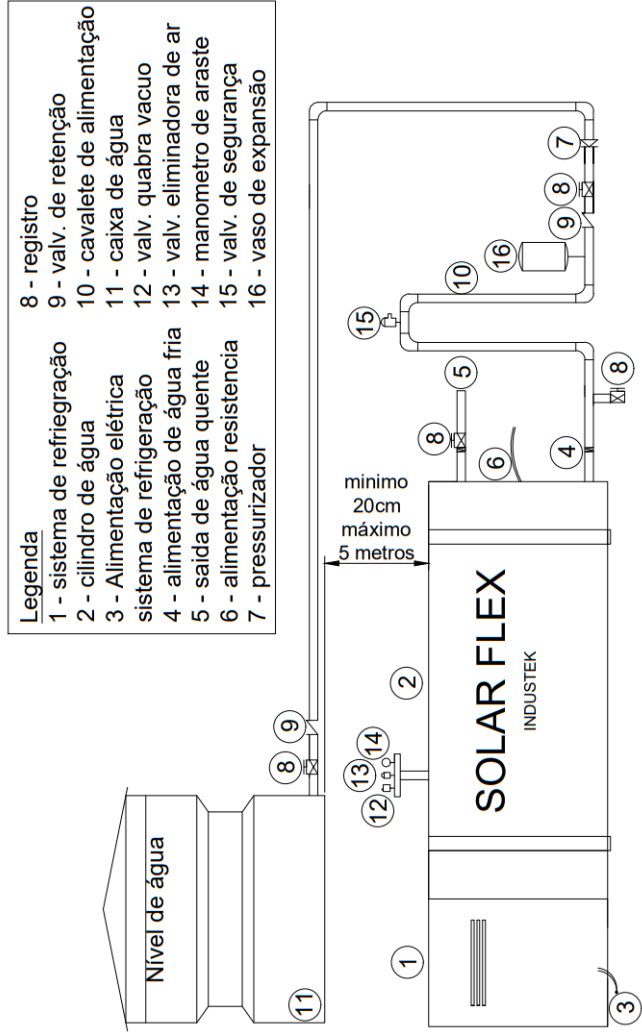 Legenda
1 - sistema de refriegração
2 - cilindro de água
3 - Alimentação elétrica
sistema de refrigeração
4 - alimentação de água fria
5 - saida de água quente
6 - alimentação resistencia
7 - pressurizador
8 - registro
9 - valv. de retenção
10 - cavalete de alimentação
11 - caixa de água
12 - valv. quabra vacuo
13 - valv. eliminadora de ar
14 - manometro de araste
15 - valv. de segurança
16 - vaso de expansão
Nível de água
11
8
9
12
13
14
minimo
20cm
máximo
5 metros
1
2
3
SOLAR FLEX
INDUSTEK
8
5
6
4
8
15
10
16
9
8
7